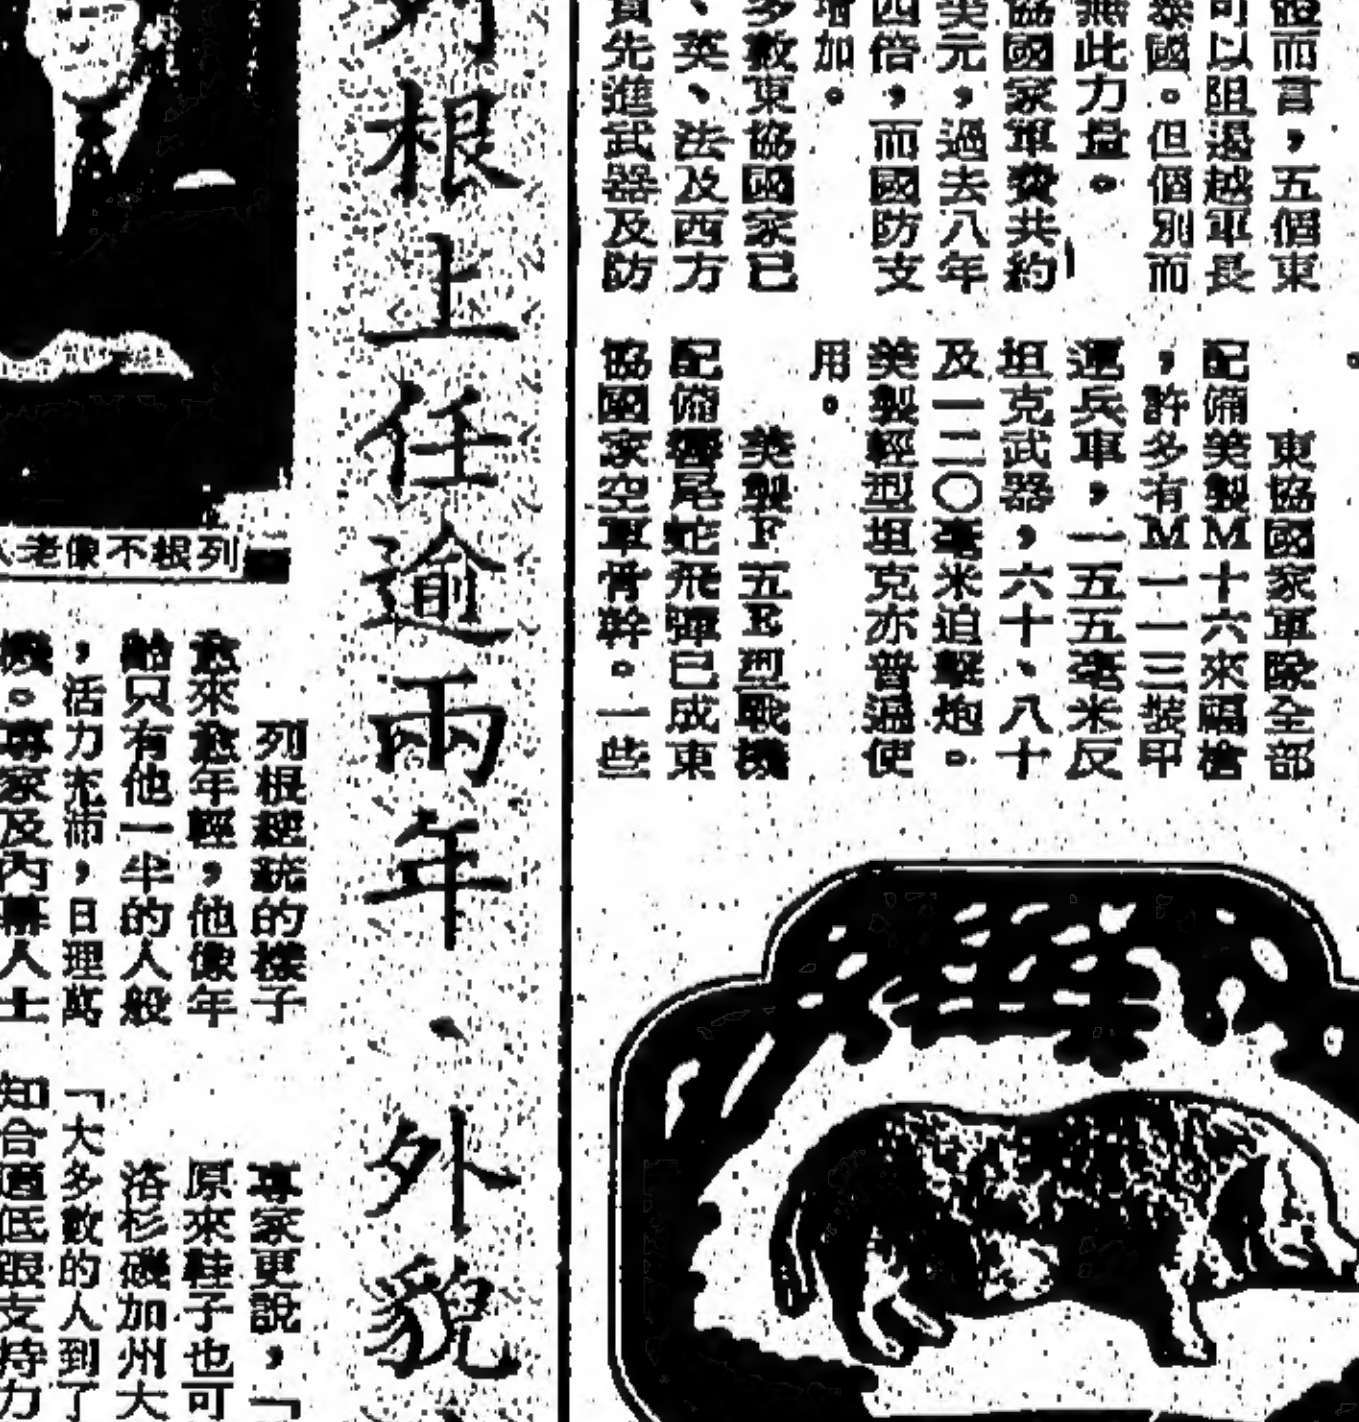 而言，五個東
可以阻遏越軍長
泰國。但個別而
無此力量。
協國家軍費共約
美元，過去八年
四倍，而國防支
增加。
多數東協國家已
、英、法及西方
先進武器及防
東協國家軍隊全部
配備美製M十六來福槍
，許多有M一一三裝甲
運兵車，一五五毫米反
坦克武器，六十、八十
及一二〇毫米迫擊炮。
美製輕型坦克亦普遍使
用。
美製F五E型戰機
配備響尾蛇飛彈已成東
協國家空軍骨幹。一些
列根上任逾兩年、外貌
老像不根列
列根總統的樣子
愈來愈年輕，他像年
齡只有他一半的人般
，活力充沛，日理萬
機。專家及內幕人士
專家更說，「
原來鞋子也可
洛杉磯加州大
「大多數的人到了
知合適低跟支持力